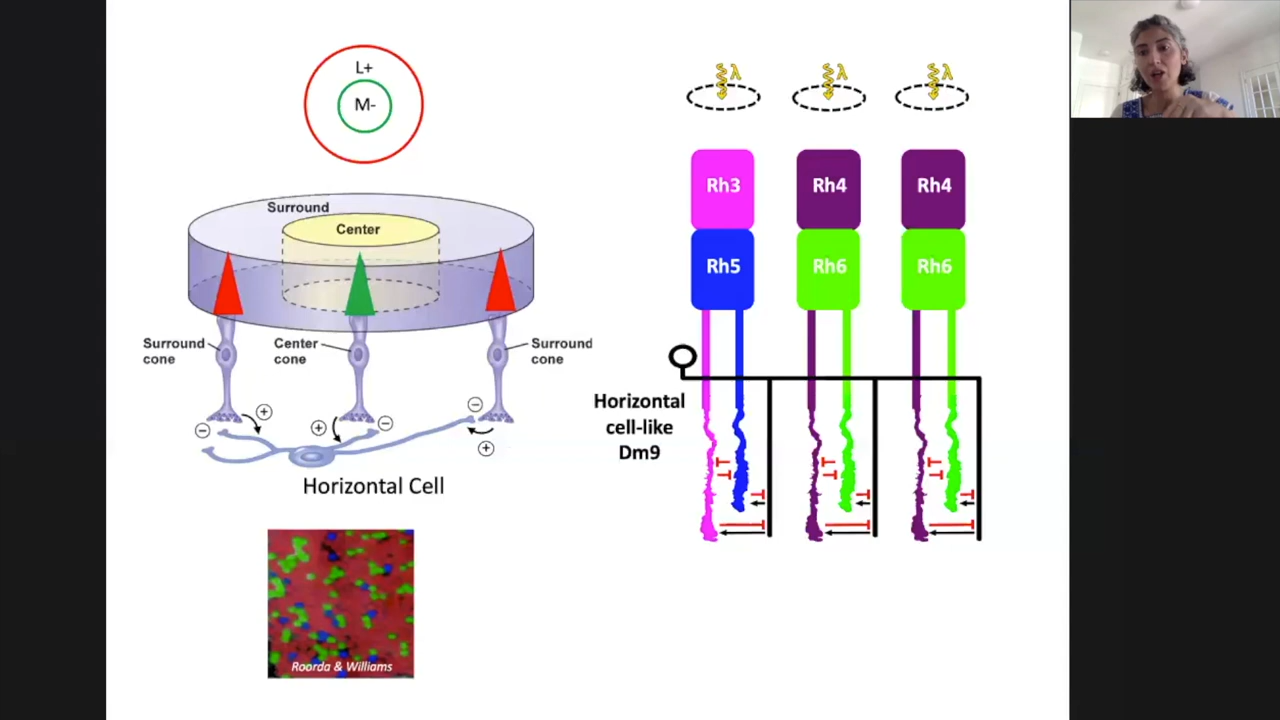 L+
M-
Surround
Center
Surround
cone
Center
cone
Surround
cone
+
−
+
−
−
+
Horizontal Cell
Roorda & Williams
λ
λ
λ
Rh3
Rh4
Rh4
Rh5
Rh6
Rh6
Horizontal
cell-like
Dm9